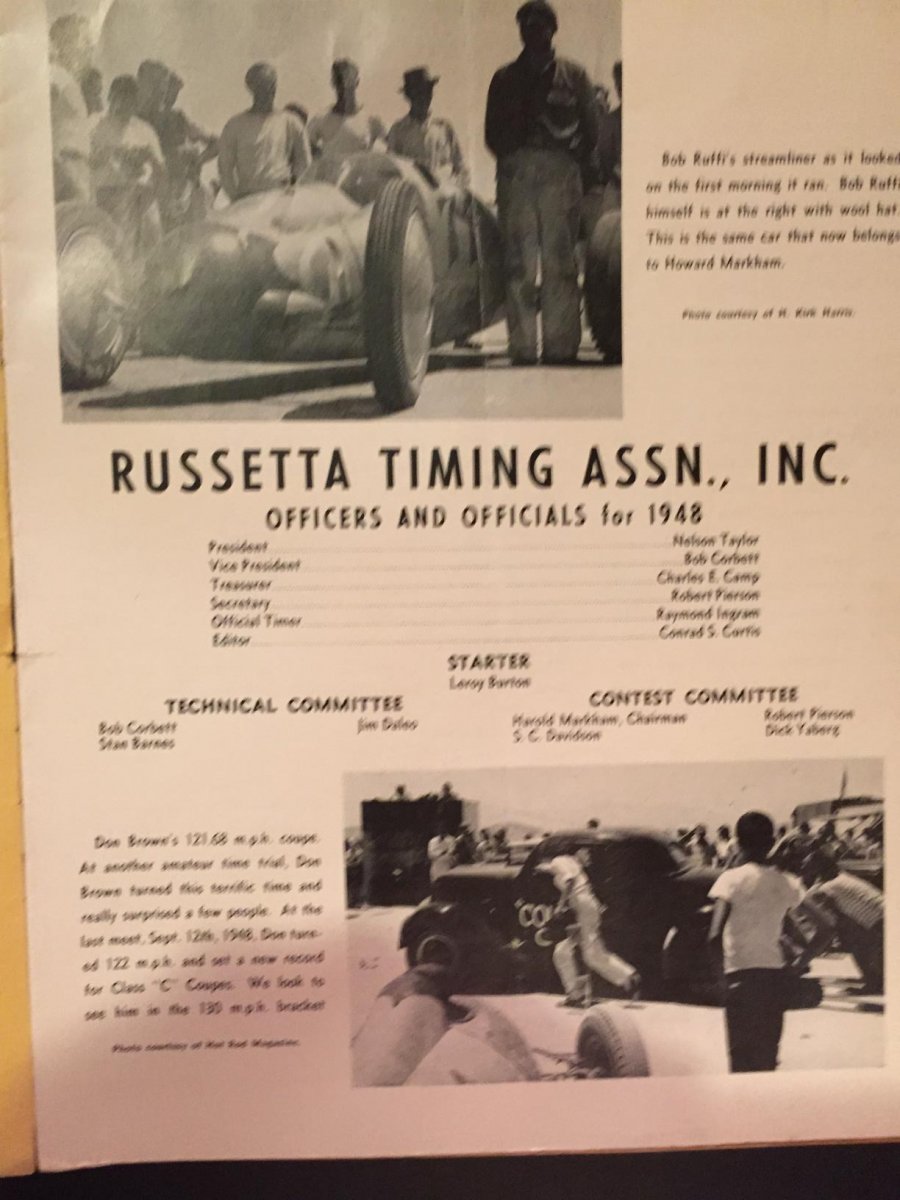 Bob Ruffi's streamliner as it looked
on the first morning it ran. Bob Ruffi
himself is at the right with wool hat.
This is the same car that now belongs
to Howard Markham.
Photo courtesy of H. Kirk Harris.
RUSSETTA TIMING ASSN., INC.
OFFICERS AND OFFICIALS for 1948
President Nelson Taylor
Vice President Bob Corbett
Treasurer Charles E. Camp
Secretary Robert Pierson
Official Timer Raymond Ingram
Editor Conrad S. Curtis
STARTER
Leroy Burton
TECHNICAL COMMITTEE
Bob Corbett Jim Daleo
Stan Barnes
CONTEST COMMITTEE
Harold Markham, Chairman Robert Pierson
S. C. Davidson Dick Yaberg
Don Browne's 121.68 m.p.h. coupe.
At another amateur time trial, Don
Brown turned this terrific time and
really surprised a few people. At the
last meet, Sept. 12th, 1948, Don turn-
ed 122 m.p.h. and set a new record
for Class "C" Coupes. We look to
see him in the 130 m.p.h. bracket
Photo courtesy of Hot Rod Magazine.